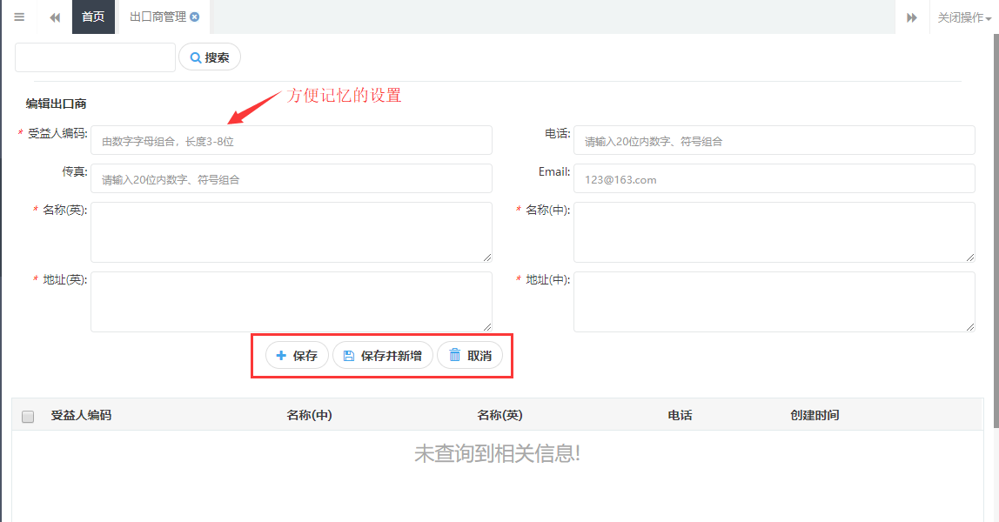 首页 出口商管理 关闭操作
搜索
方便记忆的设置
编辑出口商
* 受益人编码: 由数字字母组合，长度3-8位 电话: 请输入20位内数字、符号组合
传真: 请输入20位内数字、符号组合 Email: 123@163.com
* 名称(英): * 名称(中):
* 地址(英): * 地址(中):
保存 保存并新增 取消
受益人编码 名称(中) 名称(英) 电话 创建时间
未查询到相关信息!